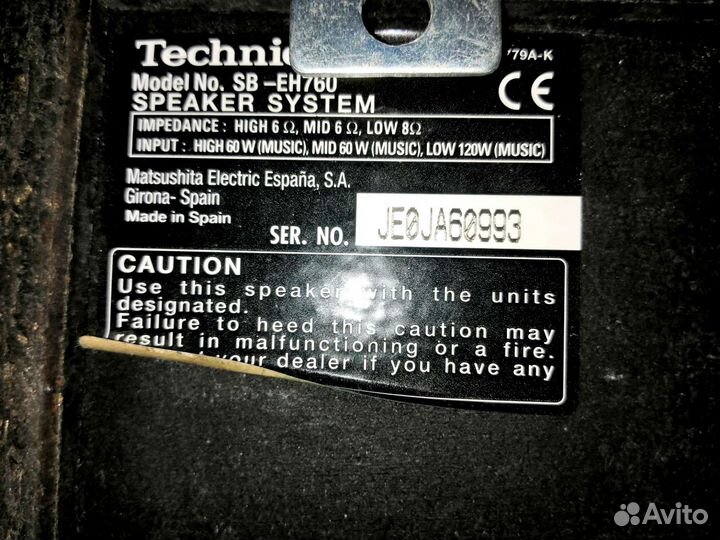 Technic
'79A-K
Model No. SB-EH760
CE
SPEAKER SYSTEM
IMPEDANCE : HIGH 6 Ω, MID 6 Ω, LOW 8Ω
INPUT : HIGH 60 W (MUSIC), MID 60 W (MUSIC), LOW 120W (MUSIC)
Matsushita Electric España, S.A.
Girona- Spain
Made in Spain
SER. NO. JE0JA60993
CAUTION
Use this speaker with the units
designated.
Failure to heed this caution may
result in malfunctioning or a fire.
your dealer if you have any
Avito